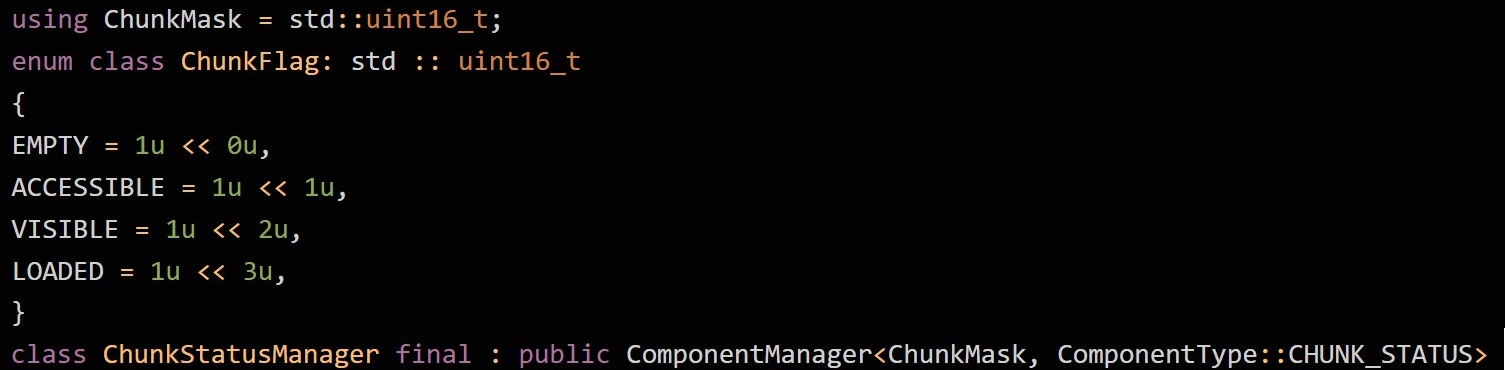 using ChunkMask = std::uint16_t;
enum class ChunkFlag: std :: uint16_t
{
EMPTY = 1u << 0u,
ACCESSIBLE = 1u << 1u,
VISIBLE = 1u << 2u,
LOADED = 1u << 3u,
}
class ChunkStatusManager final : public ComponentManager<ChunkMask, ComponentType::CHUNK_STATUS>